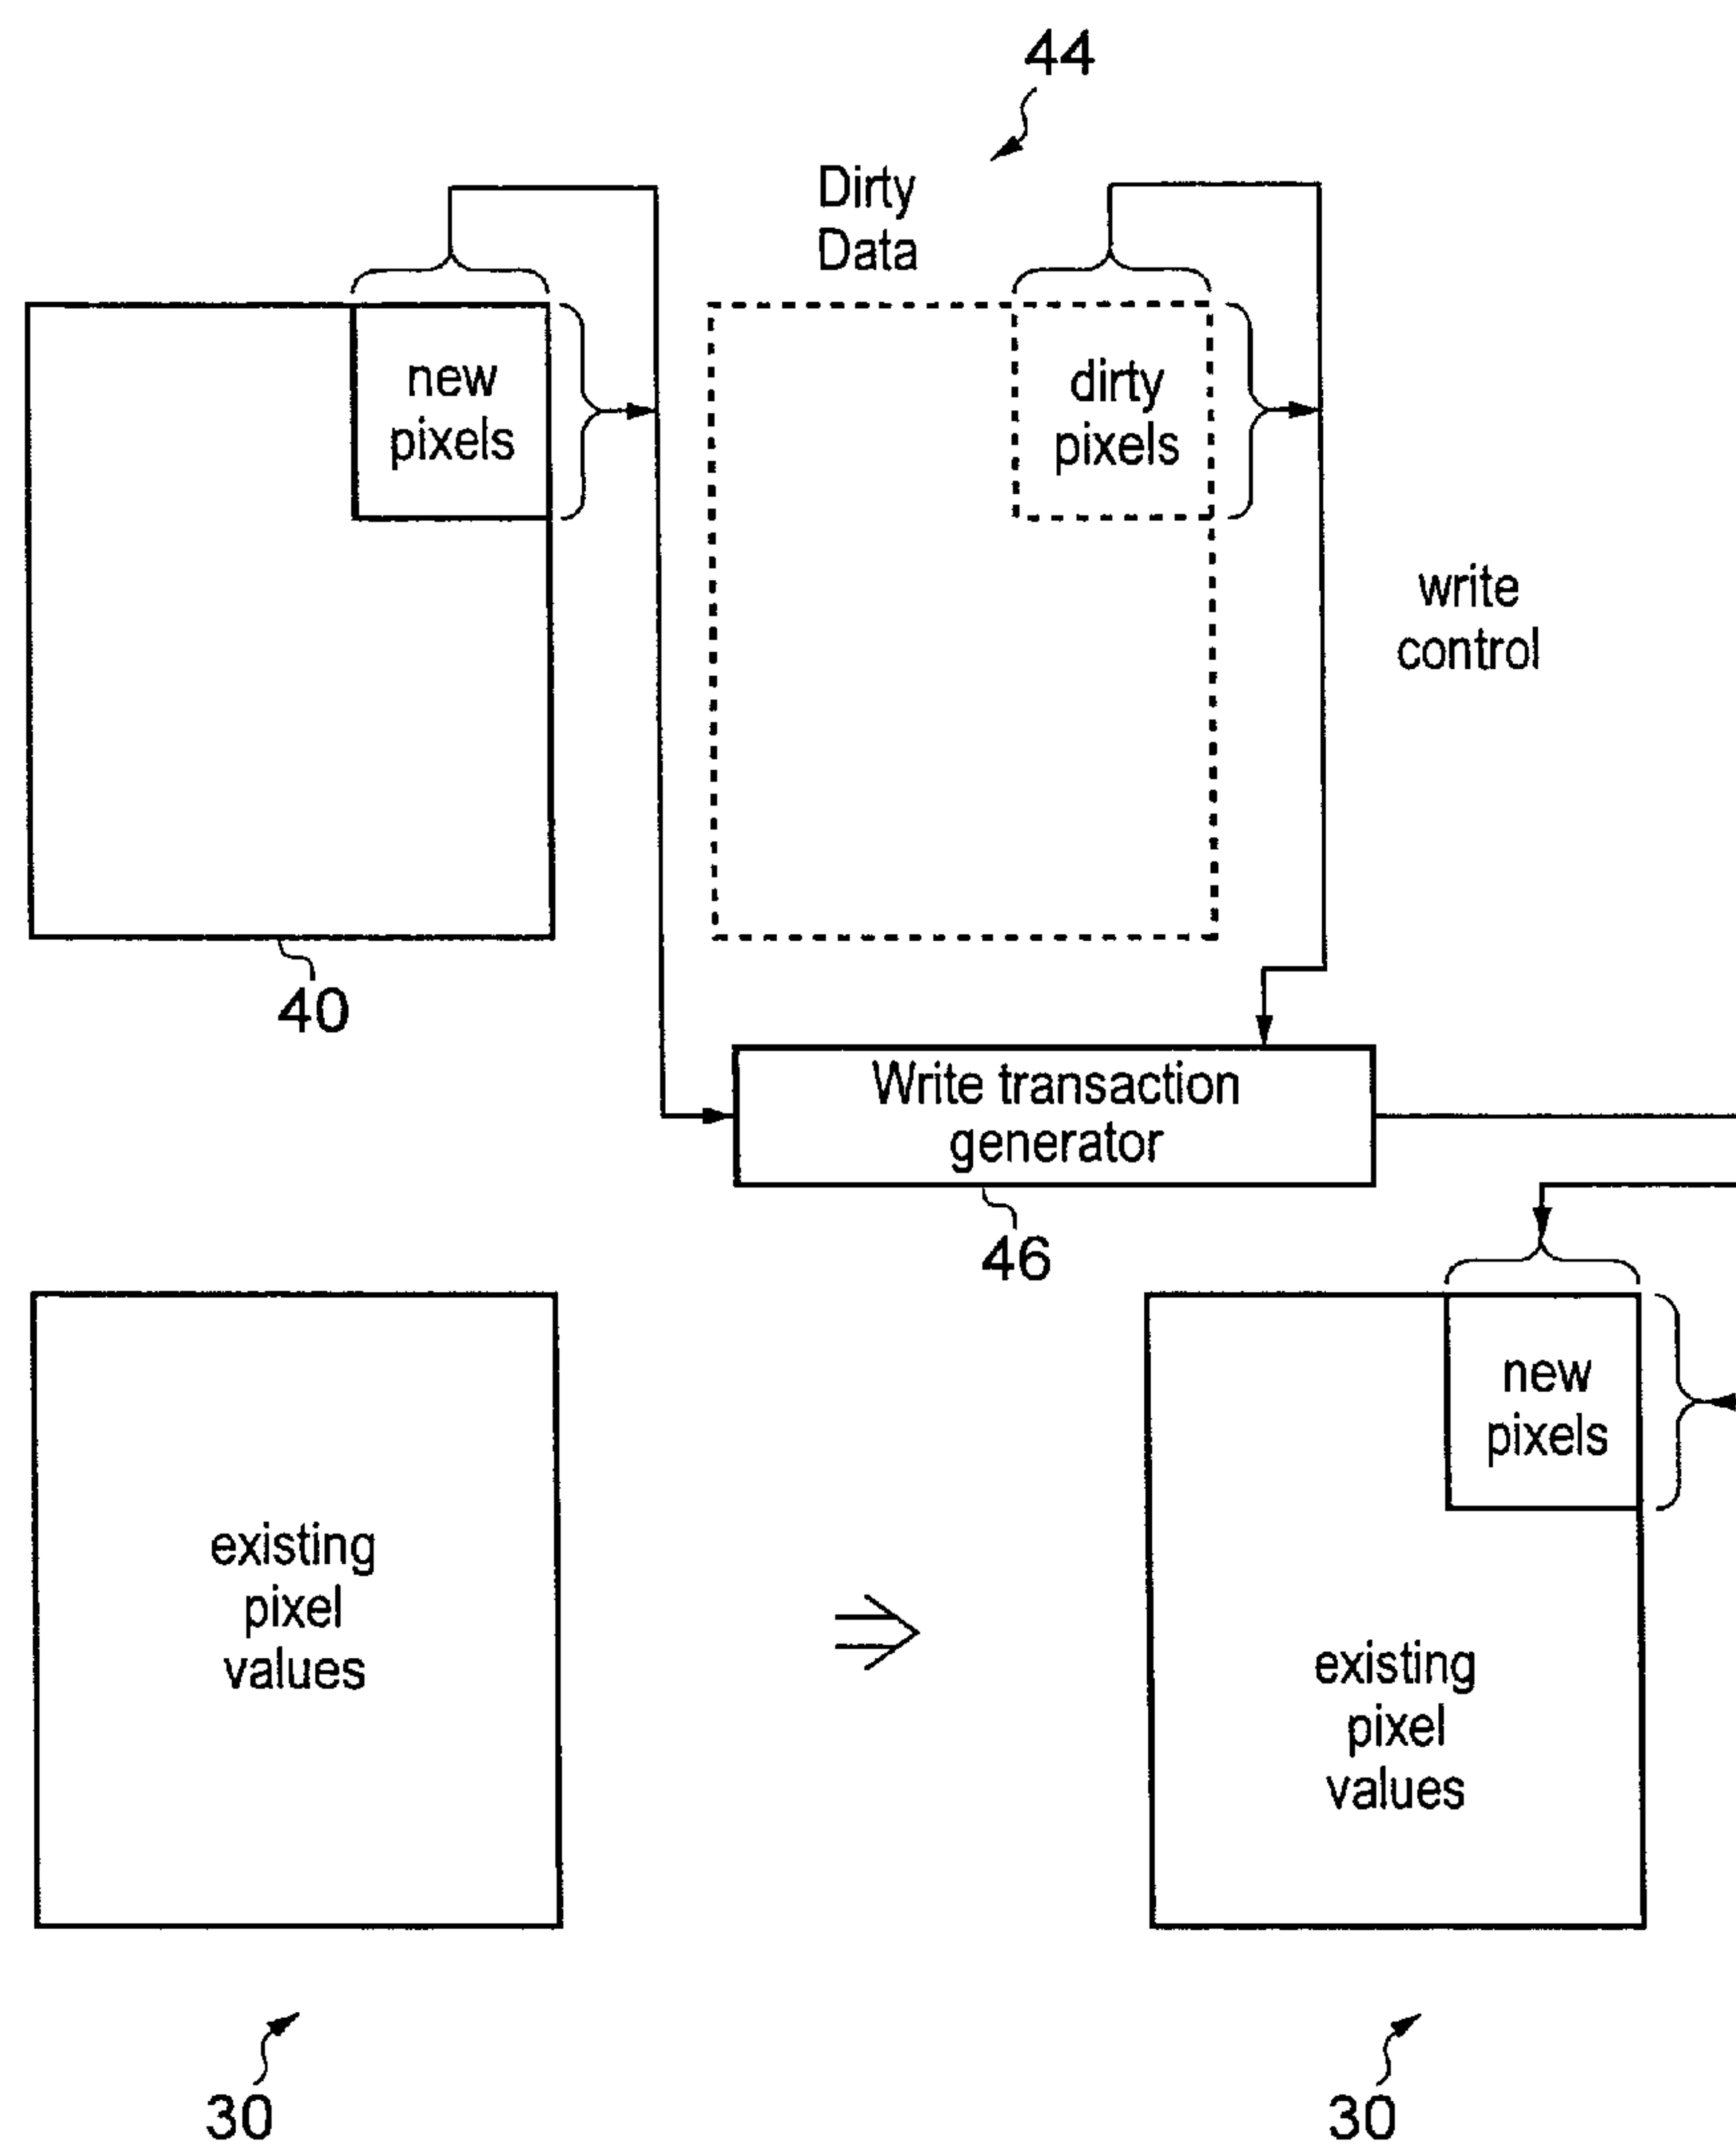 44
Dirty
Data
new
pixels
dirty
pixels
write
control
40
Write transaction
generator
46
new
pixels
existing
pixel
values
existing
pixel
values
30
30